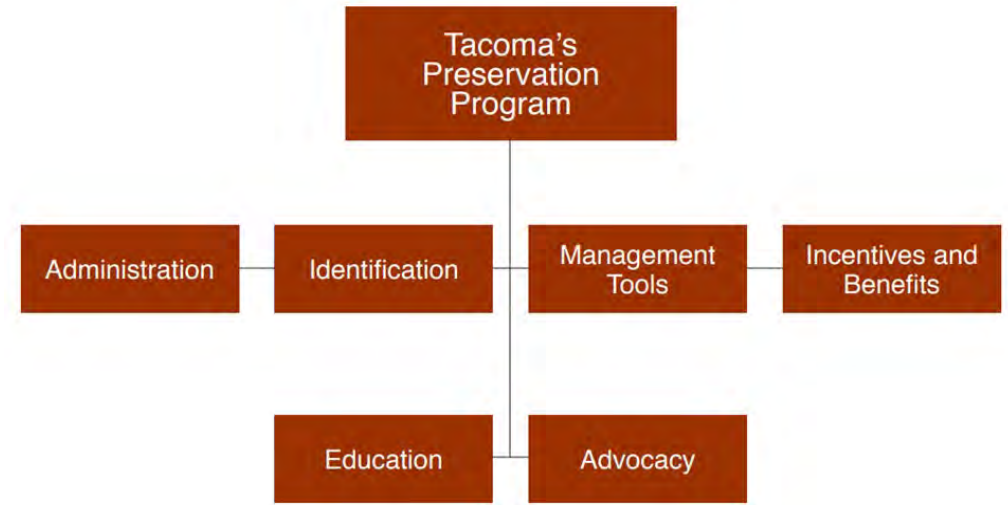 Tacoma's
Preservation
Program
Administration
Identification
Management
Tools
Incentives and
Benefits
Education
Advocacy